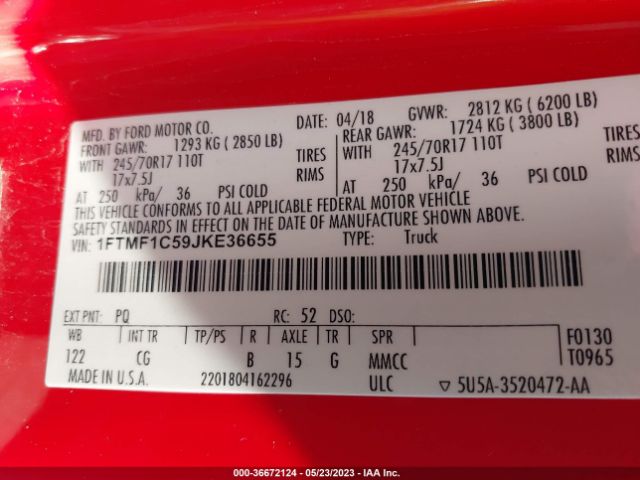 MFD. BY FORD MOTOR CO.
DATE: 04/18 GVWR: 2812 KG ( 6200 LB)
FRONT GAWR: 1293 KG ( 2850 LB) REAR GAWR: 1724 KG ( 3800 LB)
WITH 245/70R17 110T TIRES WITH 245/70R17 110T TIRES
17x7.5J RIMS 17x7.5J RIMS
AT 250 kPa/ 36 PSI COLD AT 250 kPa/ 36 PSI COLD
THIS VEHICLE CONFORMS TO ALL APPLICABLE FEDERAL MOTOR VEHICLE
SAFETY STANDARDS IN EFFECT ON THE DATE OF MANUFACTURE SHOWN ABOVE.
VIN: 1FTMF1C59JKE36655 TYPE: Truck
EXT PNT: PQ RC: 52 DSO:
WB INT TR TP/PS R AXLE TR SPR F0130
122 CG B 15 G MMCC T0965
MADE IN U.S.A. 2201804162296 ULC ▽ 5U5A-3520472-AA
000-36672124 - 05/23/2023 - IAAI.COM